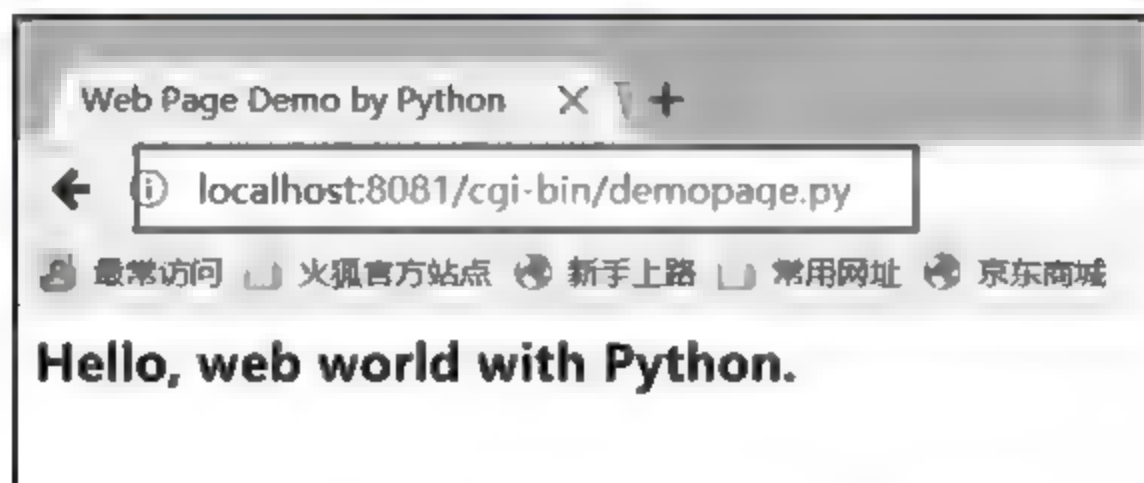 Web Page Demo by Python
localhost:8081/cgi-bin/demopage.py
最常访问 火狐官方站点 新手上路 常用网址 京东商城
Hello, web world with Python.